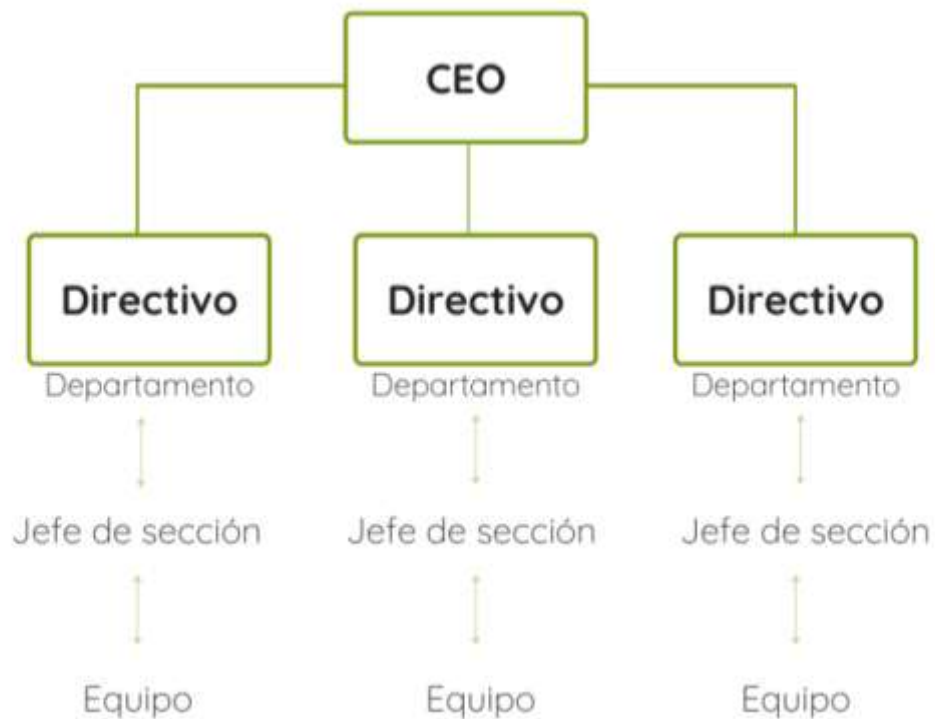 CEO
Directivo Directivo Directivo
Departamento Departamento Departamento
Jefe de sección Jefe de sección Jefe de sección
Equipo Equipo Equipo